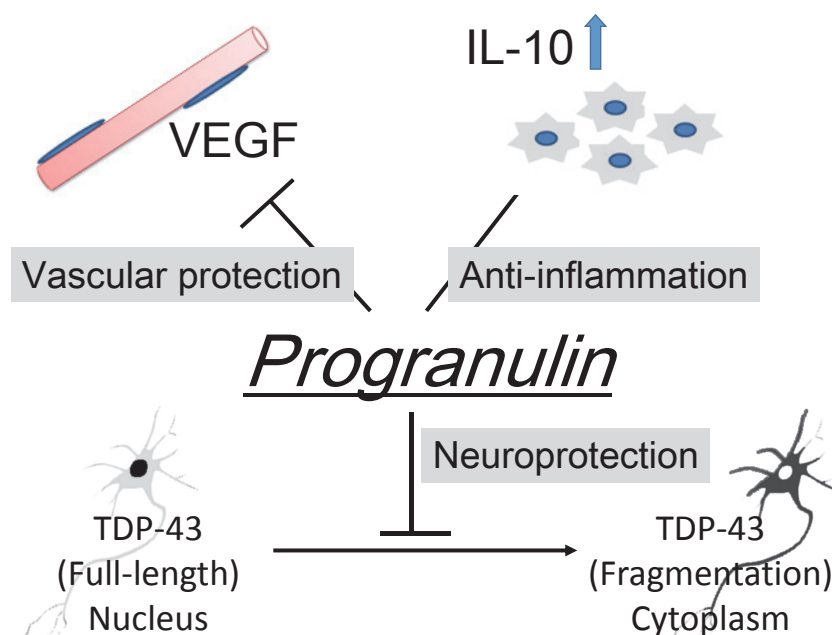 IL-10
VEGF
Vascular protection
Anti-inflammation
Progranulin
Neuroprotection
TDP-43
(Full-length)
Nucleus
TDP-43
(Fragmentation)
Cytoplasm